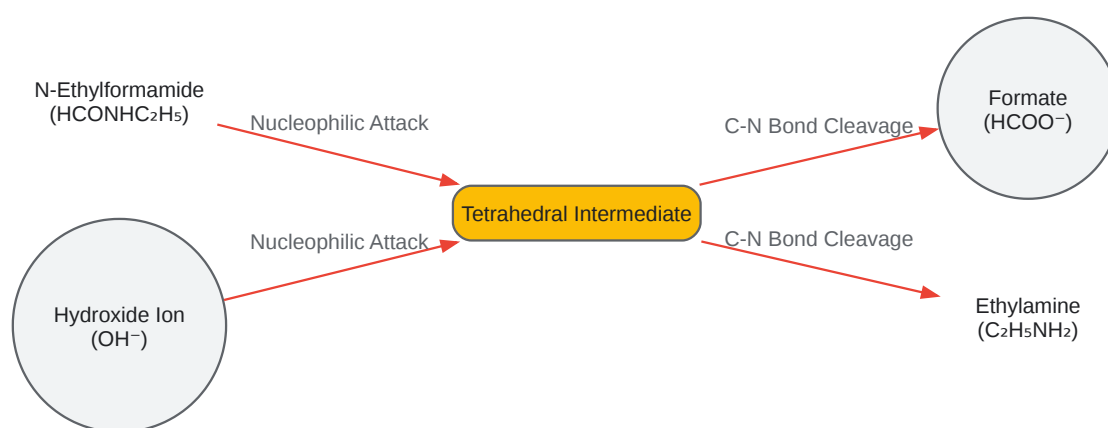 N-Ethylformamide
(HCONHC₂H₅)
Nucleophilic Attack
Nucleophilic Attack
Hydroxide Ion
(OH⁻)
Tetrahedral Intermediate
C-N Bond Cleavage
C-N Bond Cleavage
Formate
(HCOO⁻)
Ethylamine
(C₂H₅NH₂)